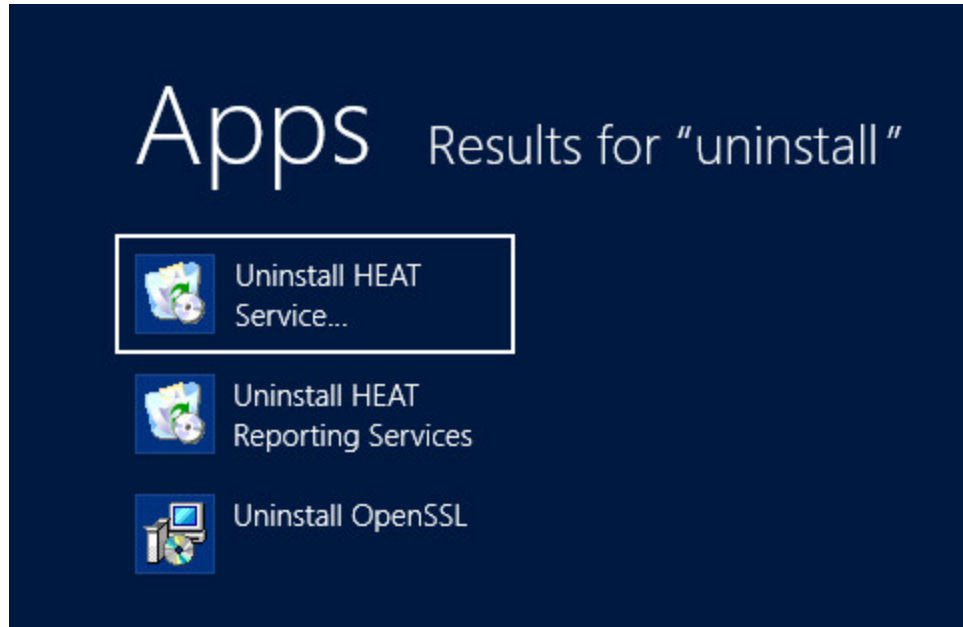 Apps Results for “uninstall”
Uninstall HEAT
Service...
Uninstall HEAT
Reporting Services
Uninstall OpenSSL